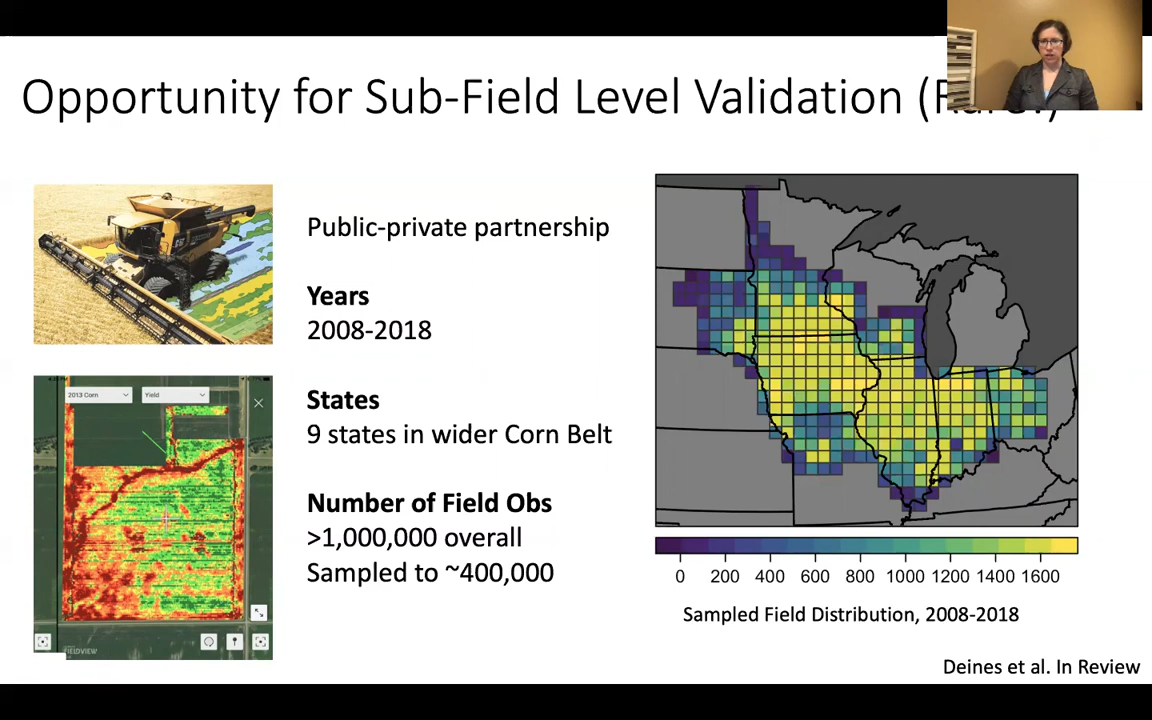 Opportunity for Sub-Field Level Validation
Public-private partnership
Years
2008-2018
States
9 states in wider Corn Belt
Number of Field Obs
>1,000,000 overall
Sampled to ~400,000
2013 Corn
Yield
FIELDVIEW
0 200 400 600 800 1000 1200 1400 1600
Sampled Field Distribution, 2008-2018
Deines et al. In Review